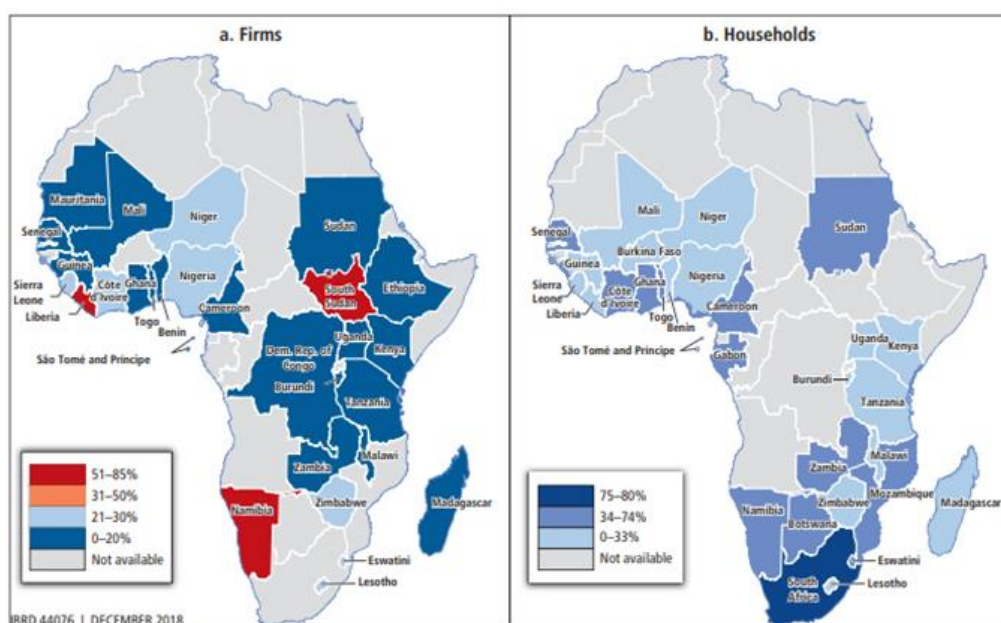 a. Firms
Mauritania
Mali
Niger
Sudan
Senegal
Guinea
Nigeria
Sierra
Leone
Côte
d'Ivoire
Ghana
South
Sudan
Ethiopia
Liberia
Togo
Benin
Cameroon
São Tomé and Príncipe
Uganda
Kenya
Dem. Rep. of
Congo
Burundi
Tanzania
Zambia
Malawi
Madagascar
Namibia
Zimbabwe
Eswatini
Lesotho
51–85%
31–50%
21–30%
0–20%
Not available
IBRD 44076 | DECEMBER 2018
b. Households
Mali
Niger
Sudan
Senegal
Guinea
Burkina Faso
Nigeria
Sierra
Leone
Côte
d'Ivoire
Ghana
Liberia
Togo
Benin
Cameroon
São Tomé and Príncipe
Gabon
Uganda
Kenya
Burundi
Tanzania
Zambia
Malawi
Mozambique
Madagascar
Namibia
Zimbabwe
Botswana
Eswatini
South
Africa
Lesotho
75–80%
34–74%
0–33%
Not available